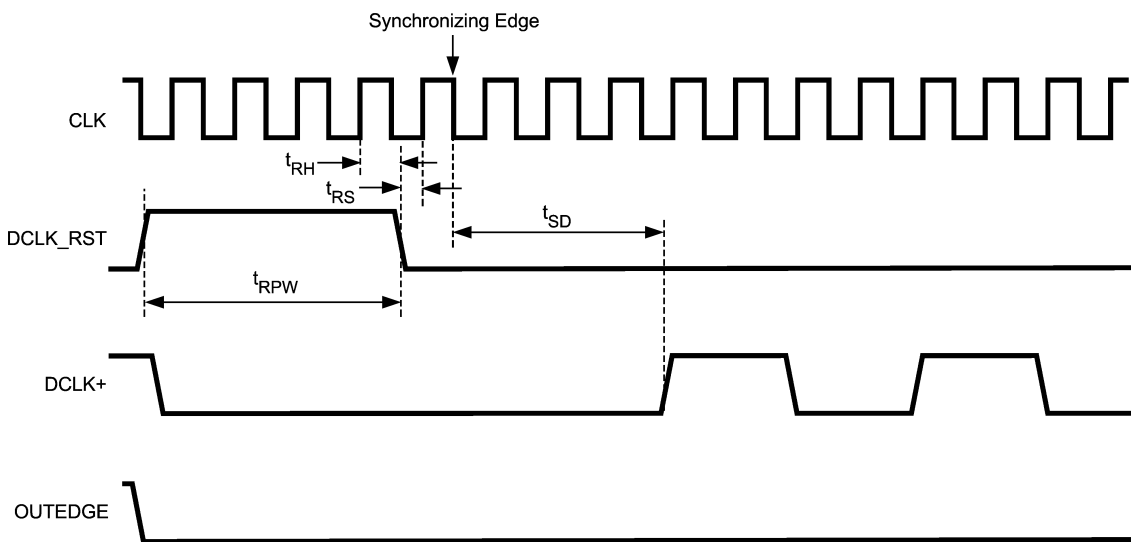 Synchronizing Edge
CLK
tRH
tRS
DCLK_RST
tSD
tRPW
DCLK+
OUTEDGE